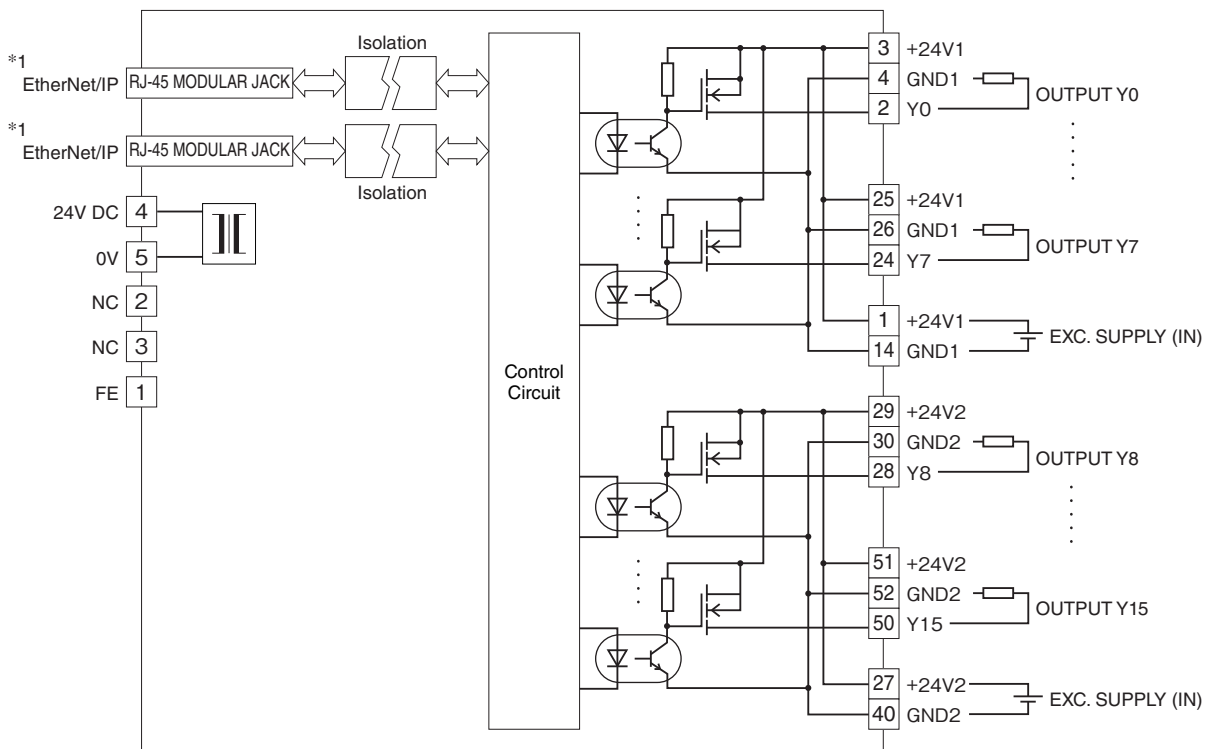 *1
EtherNet/IP RJ-45 MODULAR JACK
Isolation
*1
EtherNet/IP RJ-45 MODULAR JACK
Isolation
24V DC 4
0V 5
NC 2
NC 3
FE 1
Control
Circuit
3 +24V1
4 GND1
2 Y0
OUTPUT Y0
25 +24V1
26 GND1
24 Y7
OUTPUT Y7
1 +24V1
14 GND1
EXC. SUPPLY (IN)
29 +24V2
30 GND2
28 Y8
OUTPUT Y8
51 +24V2
52 GND2
50 Y15
OUTPUT Y15
27 +24V2
40 GND2
EXC. SUPPLY (IN)